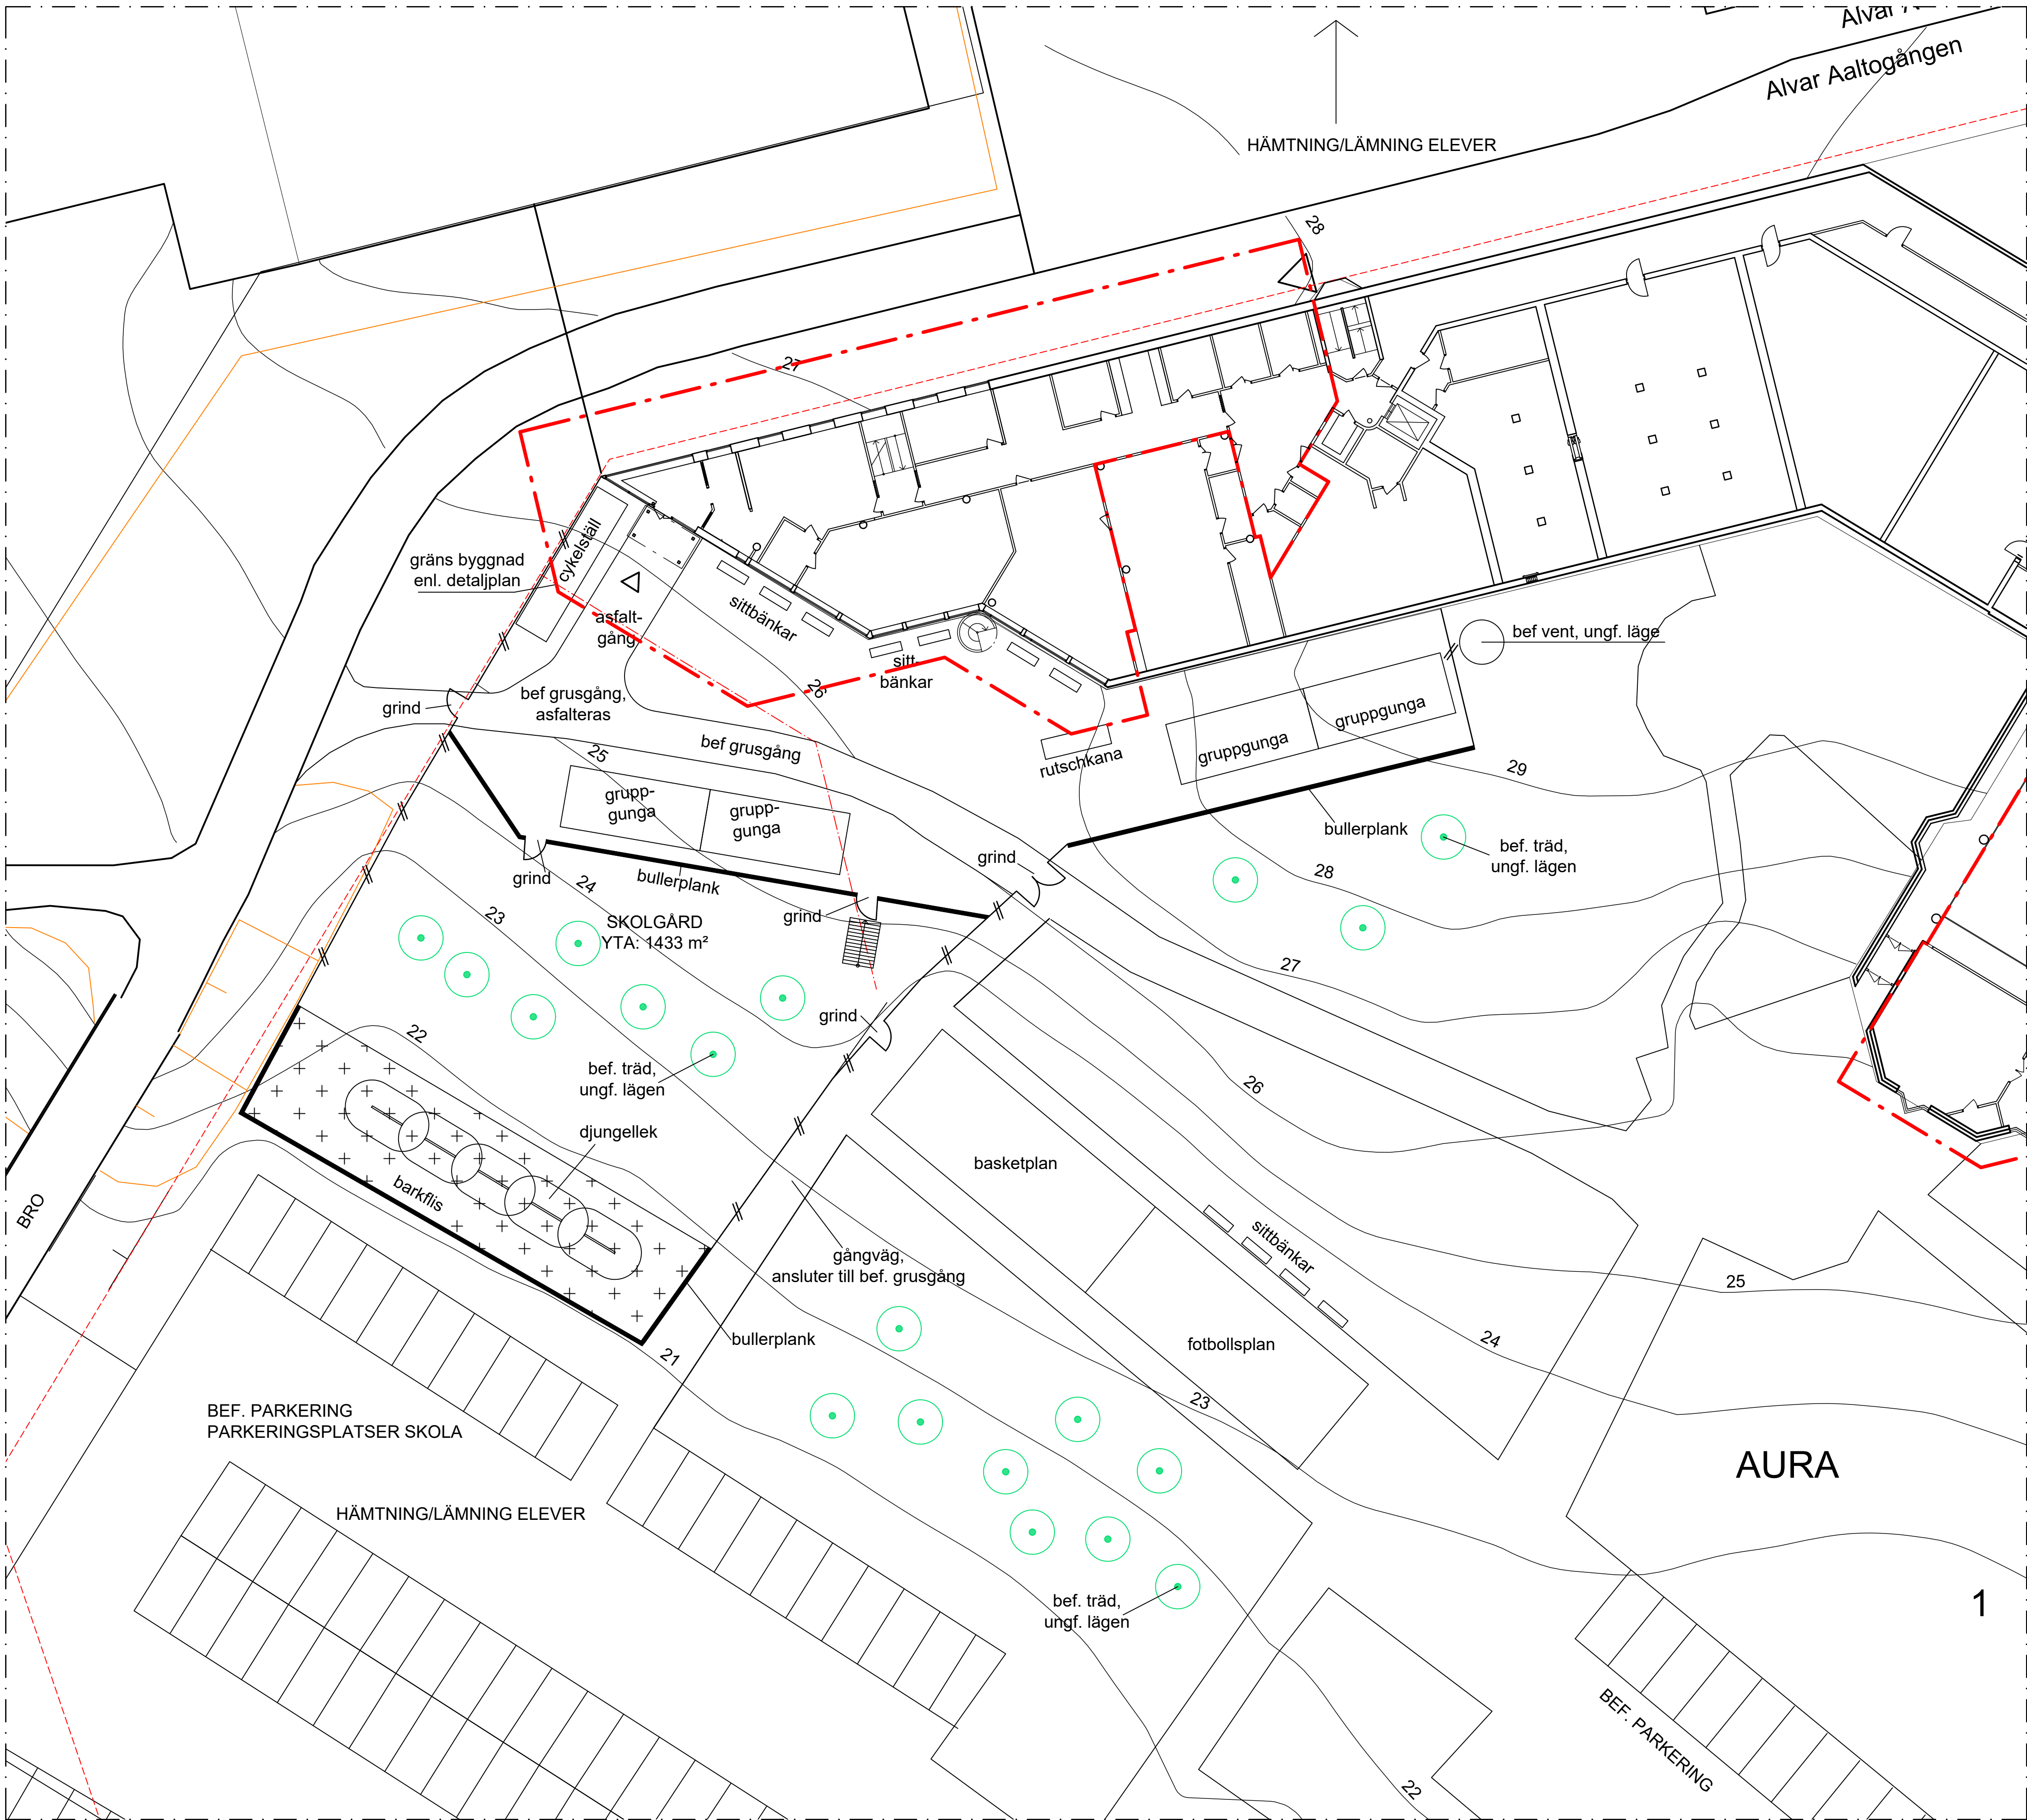 Alvar
Alvar Aaltogången
HÄMTNING/LÄMNING ELEVER
28
27
gräns byggnad
enl. detaljplan
cykelställ
asfalt-
gång
sittbänkar
sitt-
bänkar
26
bef vent, ungf. läge
grind
bef grusgång,
asfalteras
bef grusgång
25
rutschkana
gruppgunga
gruppgunga
29
grupp-
gunga
grupp-
gunga
bullerplank
bef. träd,
ungf. lägen
grind
24
bullerplank
grind
28
23
SKOLGÅRD
YTA: 1433 m²
grind
27
grind
22
26
bef. träd,
ungf. lägen
djungellek
basketplan
barkflis
BRO
sittbänkar
gångväg,
ansluter till bef. grusgång
25
bullerplank
21
fotbollsplan
24
23
BEF. PARKERING
PARKERINGSPLATSER SKOLA
AURA
HÄMTNING/LÄMNING ELEVER
1
bef. träd,
ungf. lägen
BEF. PARKERING
22